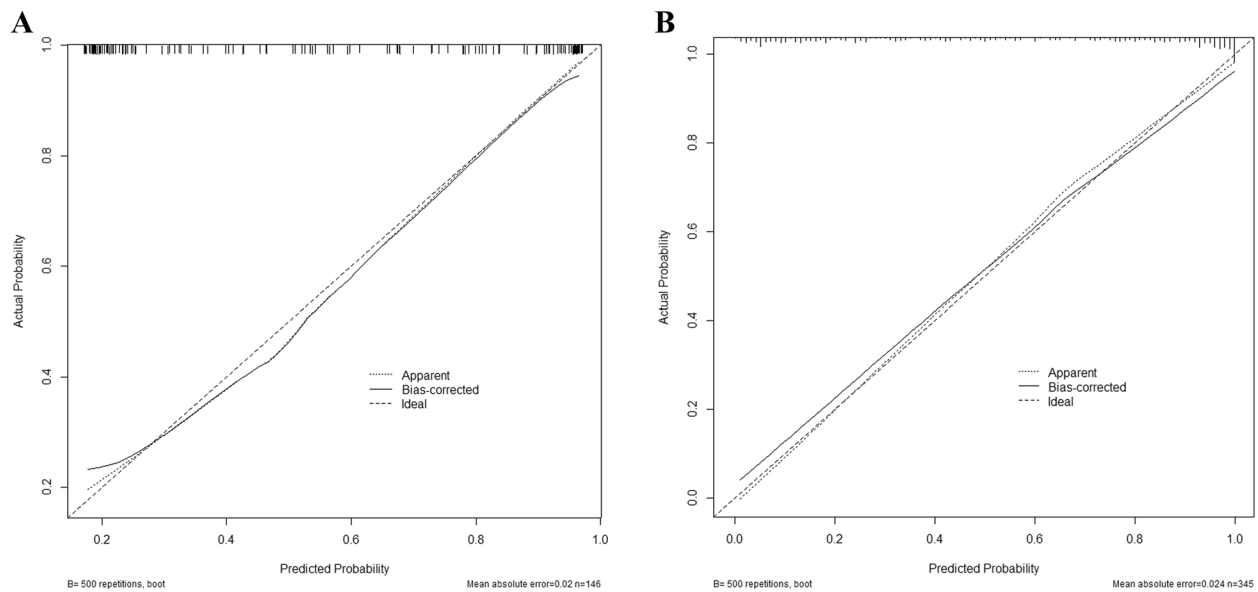 A
1.0
0.8
0.6
0.4
0.2
Actual Probability
Apparent
Bias-corrected
Ideal
0.2 0.4 0.6 0.8 1.0
Predicted Probability
B= 500 repetitions, boot
Mean absolute error=0.02 n=146
B
1.0
0.8
0.6
0.4
0.2
0.0
Actual Probability
Apparent
Bias-corrected
Ideal
0.0 0.2 0.4 0.6 0.8 1.0
Predicted Probability
B= 500 repetitions, boot
Mean absolute error=0.024 n=345